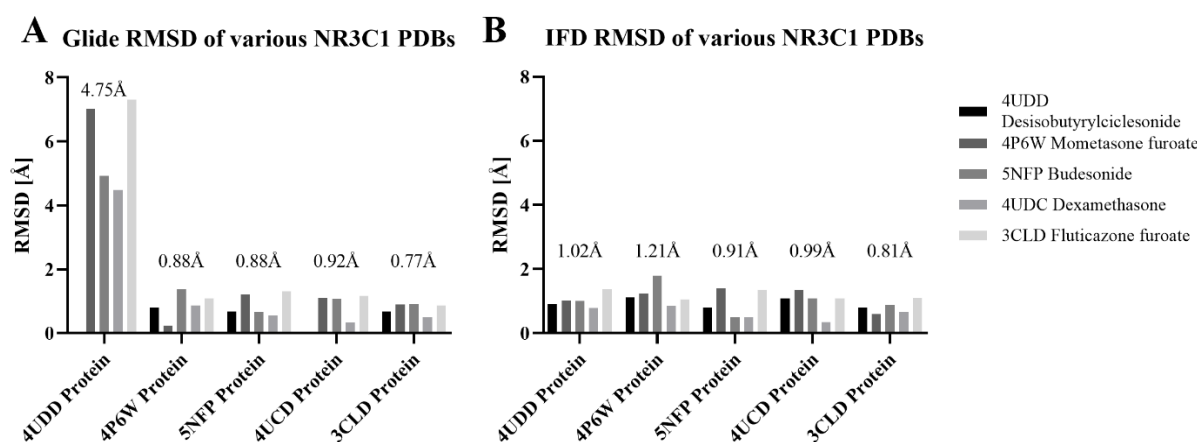 A Glide RMSD of various NR3C1 PDBs
RMSD [Å]
8
6
4
2
0
4.75Å
0.88Å
0.88Å
0.92Å
0.77Å
4UDD Protein
4P6W Protein
5NFP Protein
4UCD Protein
3CLD Protein
B IFD RMSD of various NR3C1 PDBs
RMSD [Å]
8
6
4
2
0
1.02Å
1.21Å
0.91Å
0.99Å
0.81Å
4UDD Protein
4P6W Protein
5NFP Protein
4UCD Protein
3CLD Protein
4UDD
Desisobutyrylciclesonide
4P6W Mometasone furoate
5NFP Budesonide
4UDC Dexamethasone
3CLD Fluticazone furoate